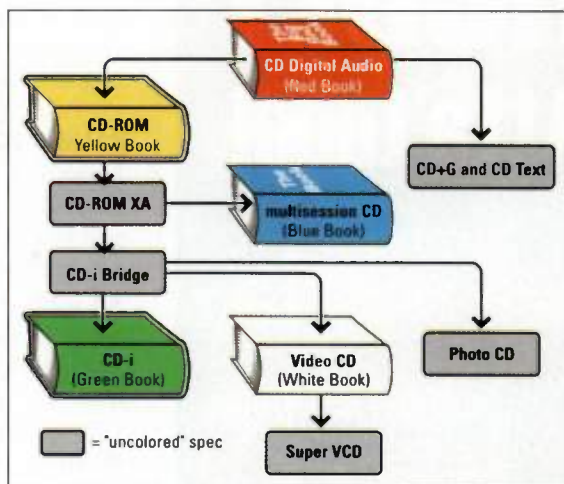 CD Digital Audio
(Red Book)
CD-ROM
Yellow Book
CD+G and CD Text
CD-ROM XA
multisession CD
(Blue Book)
CD-i Bridge
CD-i
(Green Book)
Video CD
(White Book)
Photo CD
= "uncolored" spec
Super VCD